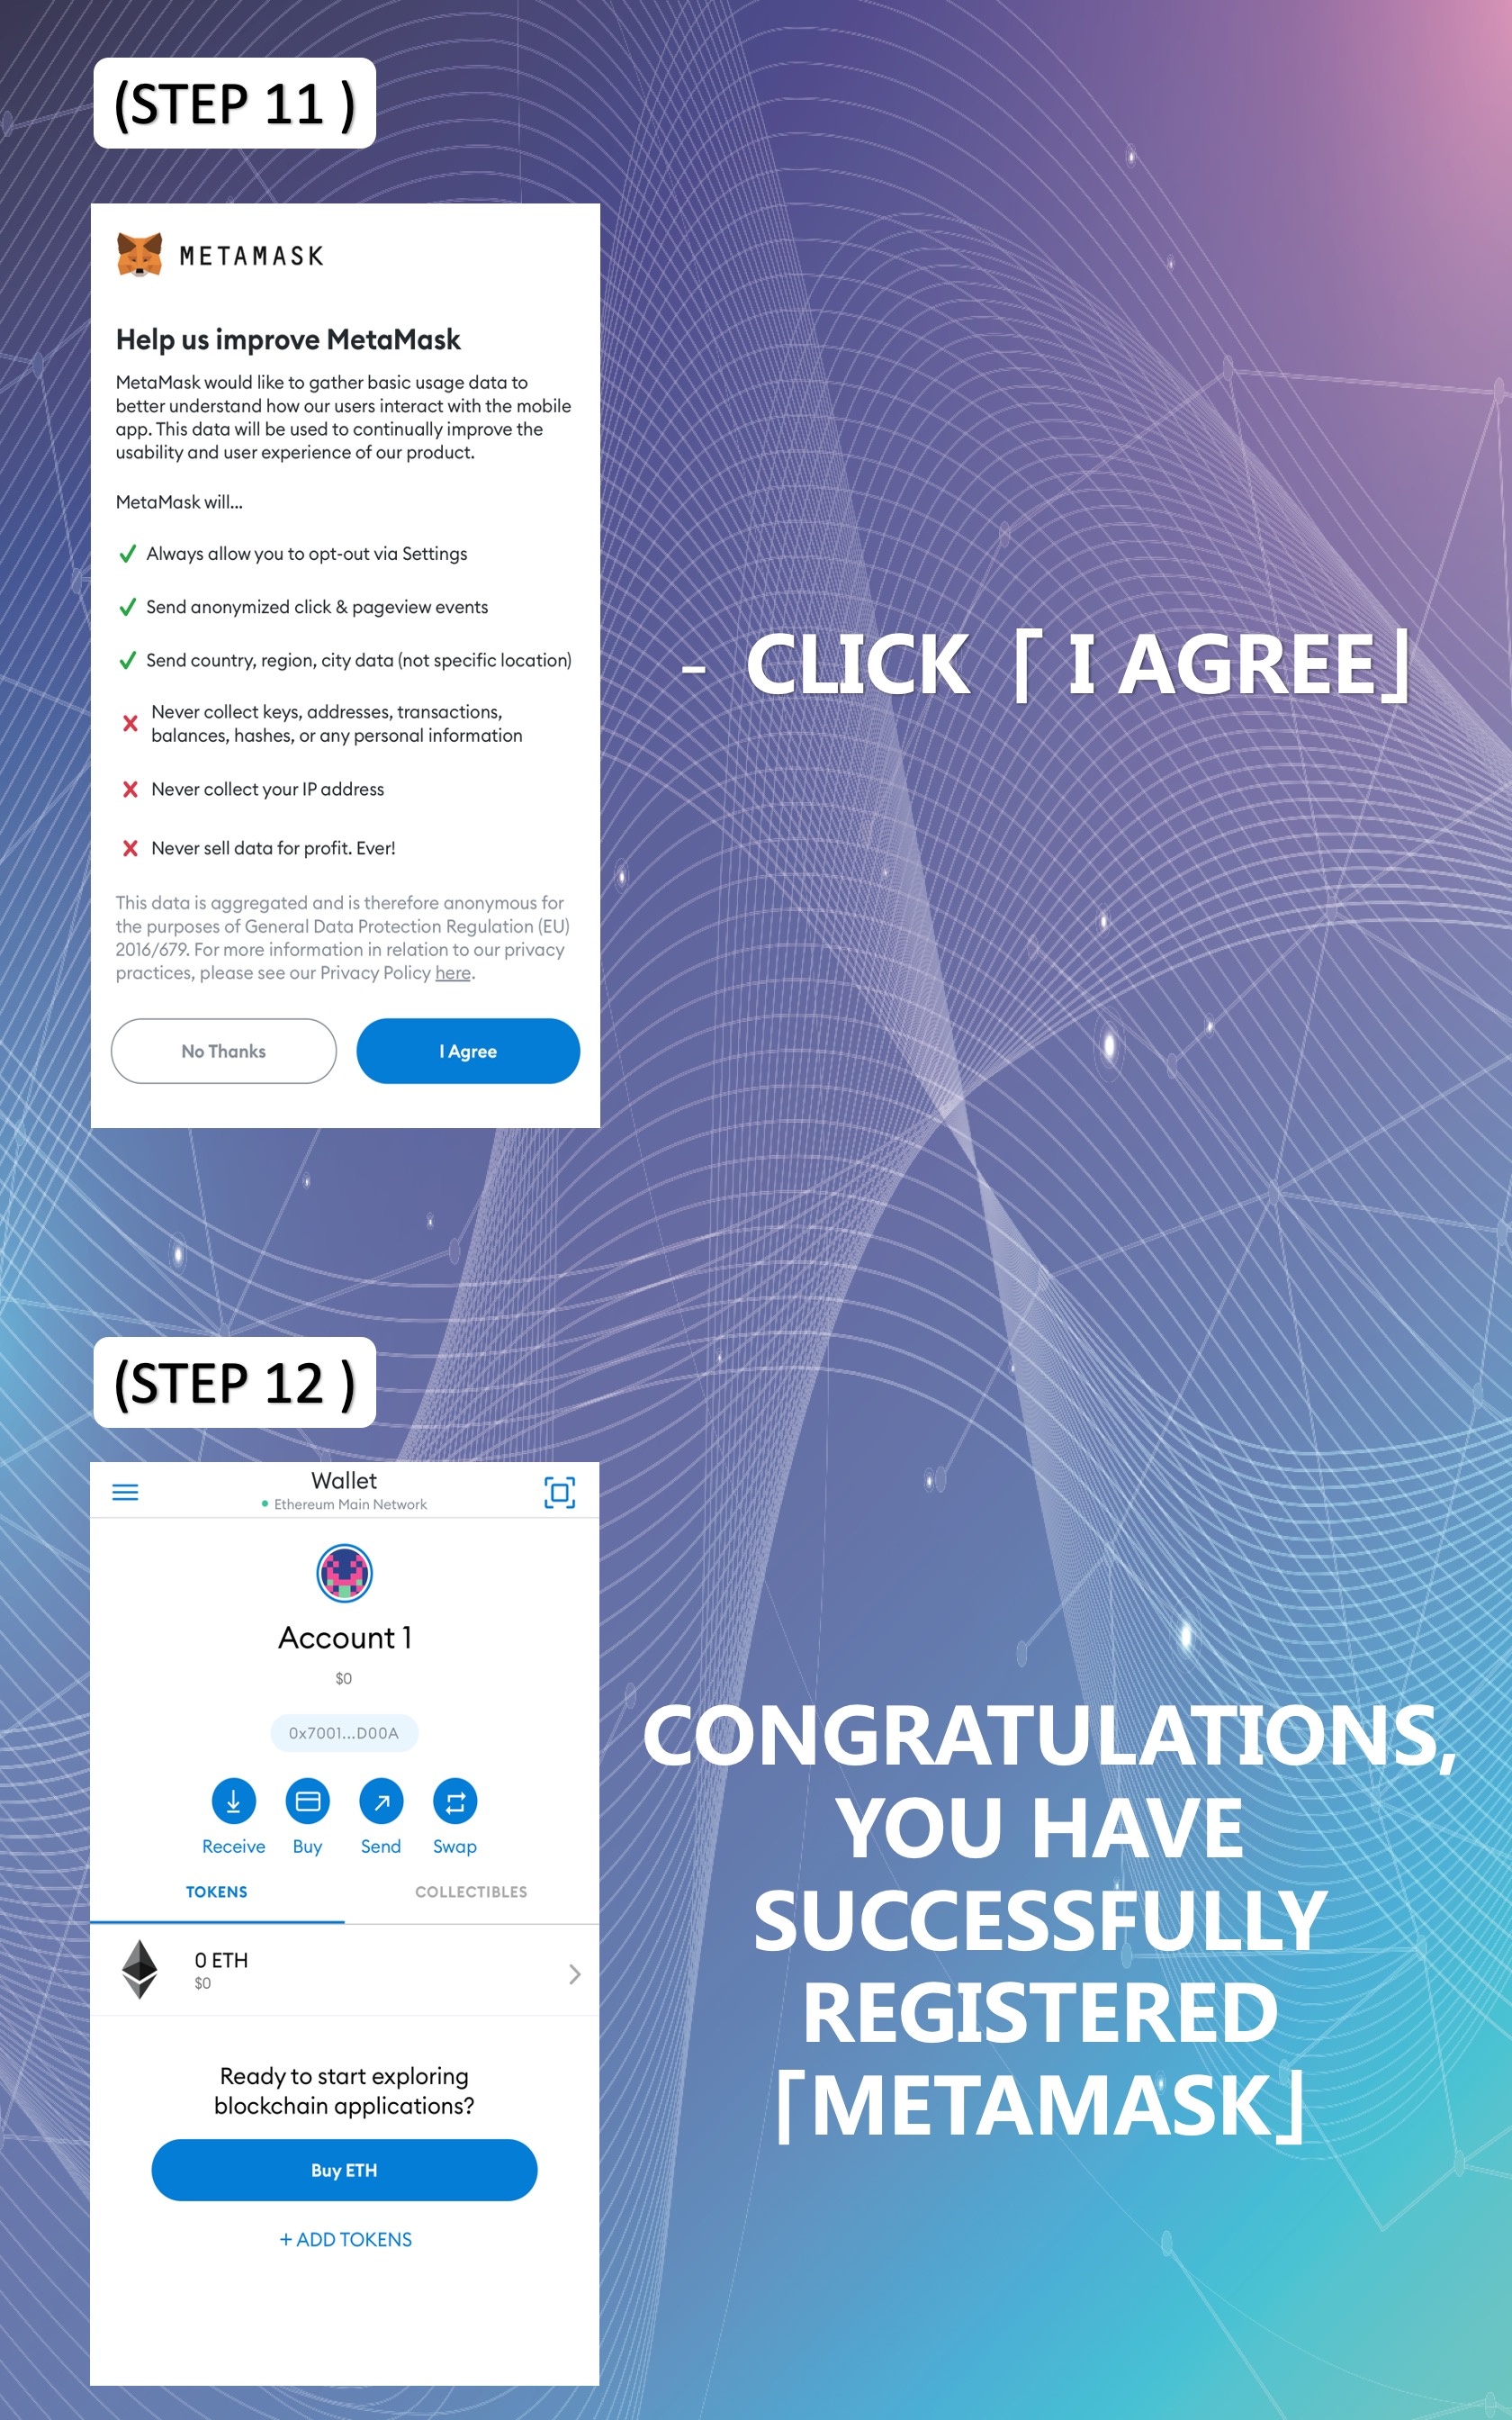 (STEP 11 )
METAMASK
Help us improve MetaMask
MetaMask would like to gather basic usage data to
better understand how our users interact with the mobile
app. This data will be used to continually improve the
usability and user experience of our product.
MetaMask will...
Always allow you to opt-out via Settings
Send anonymized click & pageview events
Send country, region, city data (not specific location)
Never collect keys, addresses, transactions,
balances, hashes, or any personal information
Never collect your IP address
Never sell data for profit. Ever!
This data is aggregated and is therefore anonymous for
the purposes of General Data Protection Regulation (EU)
2016/679. For more information in relation to our privacy
practices, please see our Privacy Policy here.
No Thanks
I Agree
- CLICK「 I AGREE」
(STEP 12 )
Wallet
Ethereum Main Network
Account 1
$0
0x7001...D00A
Receive Buy Send Swap
TOKENS COLLECTIBLES
0 ETH
$0
Ready to start exploring
blockchain applications?
Buy ETH
+ ADD TOKENS
CONGRATULATIONS,
YOU HAVE
SUCCESSFULLY
REGISTERED
「METAMASK」